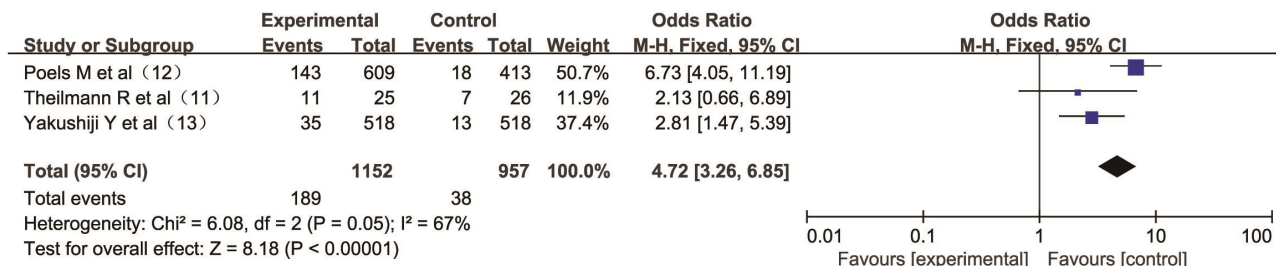 Experimental Control Odds Ratio Odds Ratio
Study or Subgroup Events Total Events Total Weight M-H, Fixed, 95% CI M-H, Fixed, 95% CI
Poels M et al（12） 143 609 18 413 50.7% 6.73 [4.05, 11.19]
Theilmann R et al（11） 11 25 7 26 11.9% 2.13 [0.66, 6.89]
Yakushiji Y et al（13） 35 518 13 518 37.4% 2.81 [1.47, 5.39]
Total (95% CI) 1152 957 100.0% 4.72 [3.26, 6.85]
Total events 189 38
Heterogeneity: Chi² = 6.08, df = 2 (P = 0.05); I² = 67%
Test for overall effect: Z = 8.18 (P < 0.00001)
0.01 0.1 1 10 100
Favours [experimental] Favours [control]